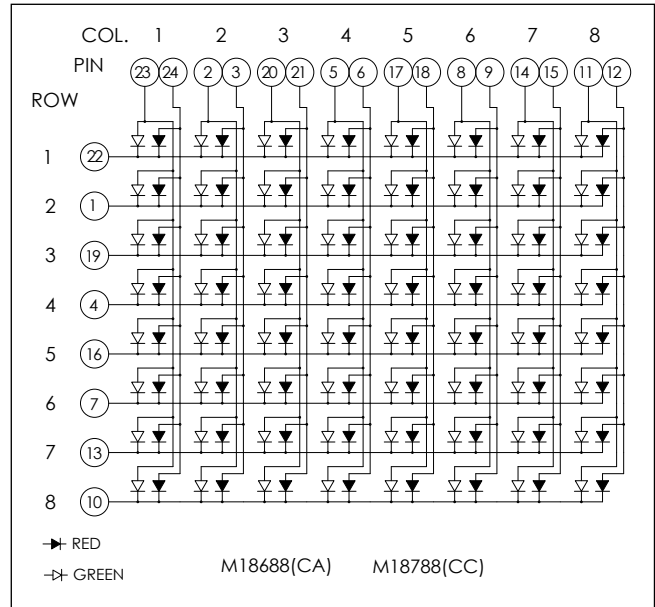 COL. 1 2 3 4 5 6 7 8
PIN 23 24 2 3 20 21 5 6 17 18 8 9 14 15 11 12
ROW
1 22
2 1
3 19
4 4
5 16
6 7
7 13
8 10
RED
GREEN
M18688(CA) M18788(CC)